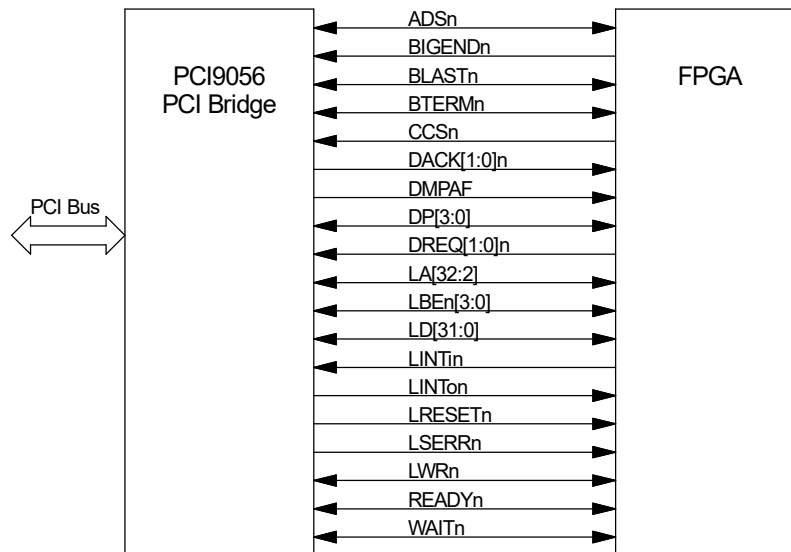 ADSn
BIGENDn
PCI9056
PCI Bridge
BLASTn
FPGA
BTERMn
CCSn
DACK[1:0]n
DMPAF
PCI Bus
DP[3:0]
DREQ[1:0]n
LA[32:2]
LBEn[3:0]
LD[31:0]
LINTin
LINTon
LRESETn
LSERRn
LWRn
READYn
WAITn